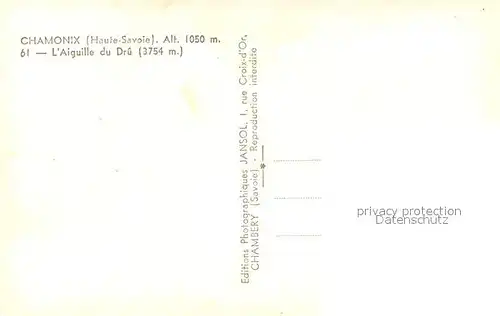 CHAMONIX (Haute-Savoie). Alt. 1050 m.
61 — L'Aiguille du Drû (3754 m.)
Editions Photographiques JANSOL, 1, rue Croix-d'Or,
CHAMBÉRY (Savoie) - Reproduction interdite
privacy protection
Datenschutz